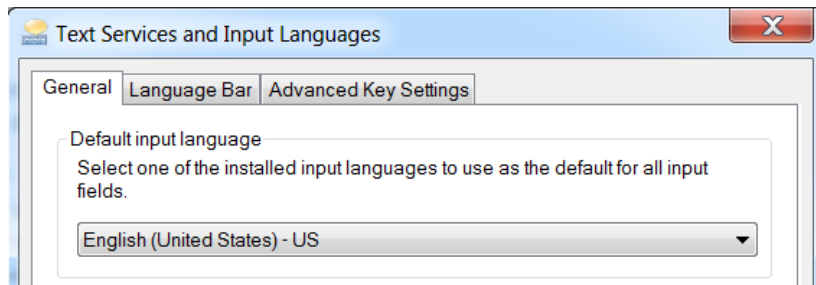 Text Services and Input Languages
General Language Bar Advanced Key Settings
Default input language
Select one of the installed input languages to use as the default for all input
fields.
English (United States) - US